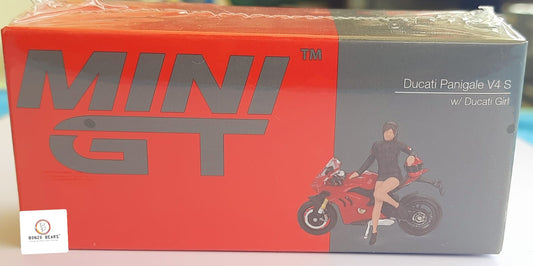 MINI
GT
TM
Ducati Panigale V4 S
w/ Ducati Girl
BONZO BEARS